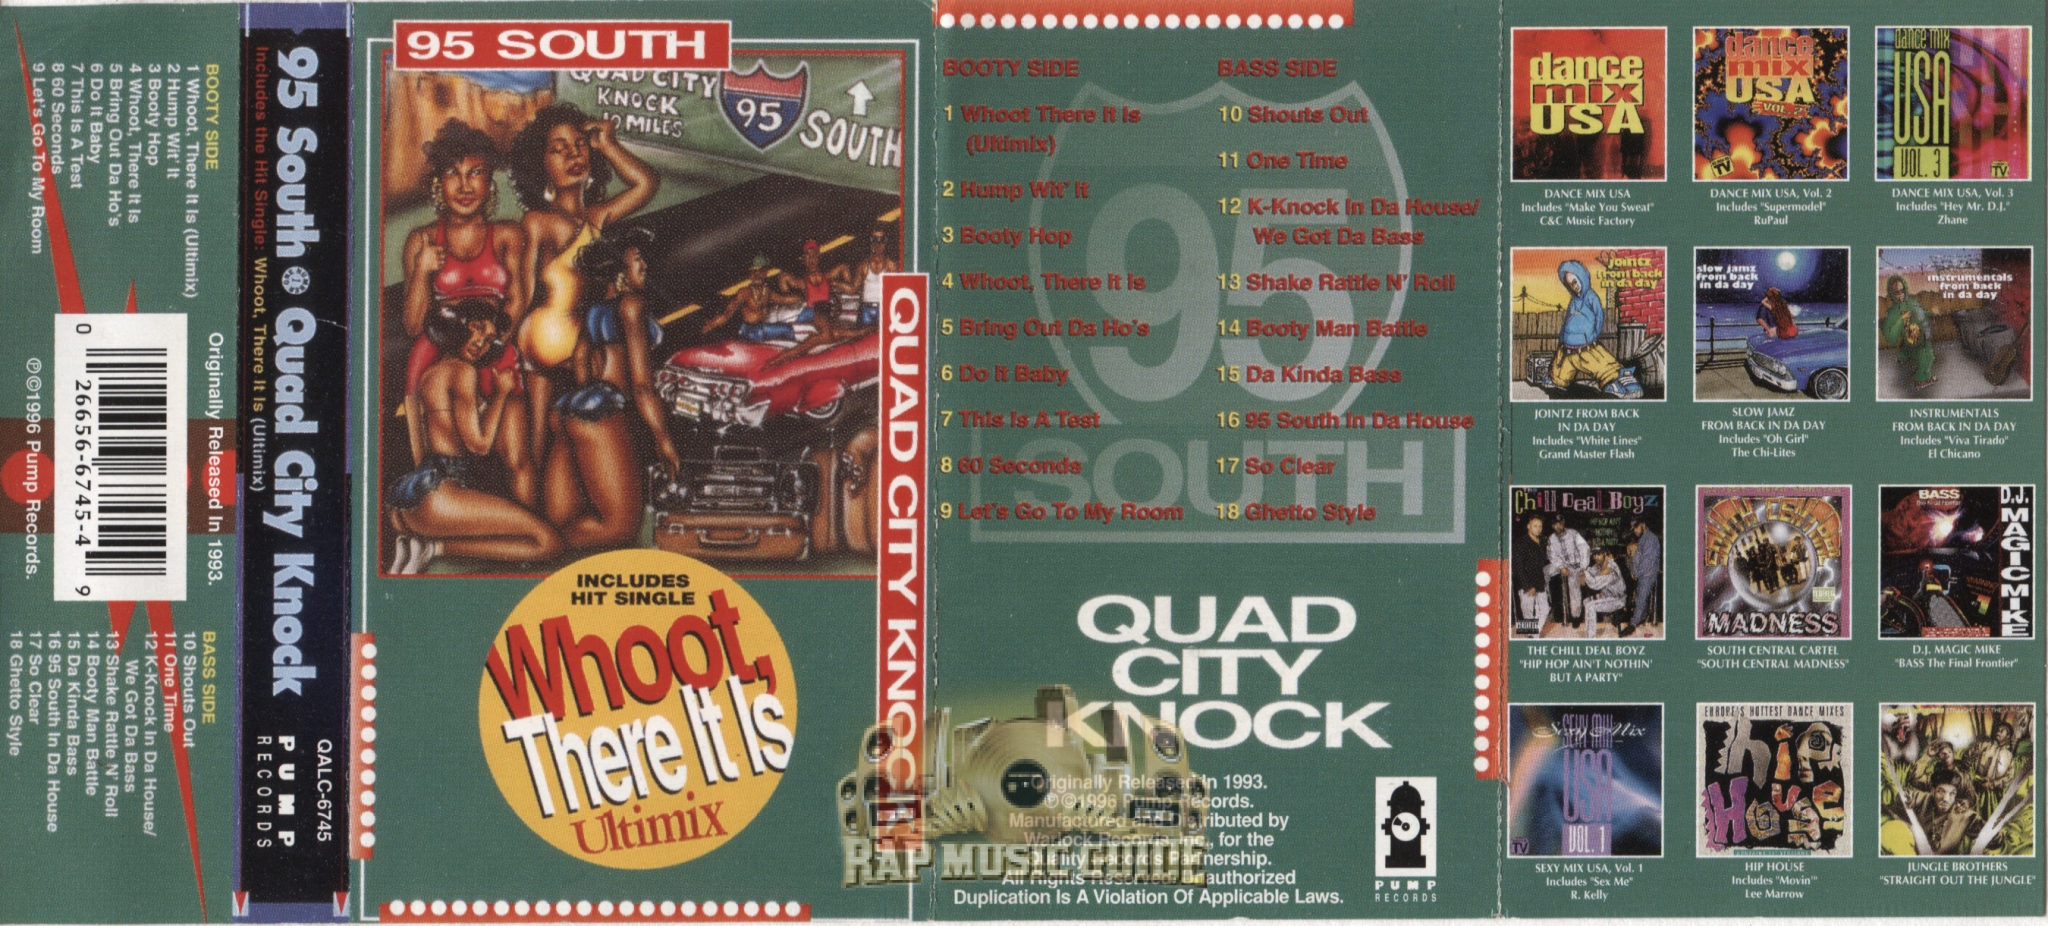 BOOTY SIDE
1 Whoot, There It Is (Ultimix)
2 Hump Wit' It
3 Booty Hop
4 Whoot, There It Is
5 Bring Out Da Ho's
6 Do It Baby
7 This Is A Test
8 60 Seconds
9 Let's Go To My Room
Originally Released In 1993.
℗©1996 Pump Records.
0 26656-6745-4 9
BASS SIDE
10 Shouts Out
11 One Time
12 K-Knock In Da House/
We Got Da Bass
13 Shake Rattle N' Roll
14 Booty Man Battle
15 Da Kinda Bass
16 95 South In Da House
17 So Clear
18 Ghetto Style
95 South Quad City Knock
Includes the Hit Single: Whoot, There It Is (Ultimix)
QALC-6745
PUMP
RECORDS
95 SOUTH
QUAD CITY
KNOCK
10 MILES
95
SOUTH
QUAD CITY KNOCK
INCLUDES
HIT SINGLE
Whoot,
There It Is
Ultimix
BOOTY SIDE
1 Whoot There It Is
(Ultimix)
2 Hump Wit' It
3 Booty Hop
4 Whoot, There It Is
5 Bring Out Da Ho's
6 Do It Baby
7 This Is A Test
8 60 Seconds
9 Let's Go To My Room
BASS SIDE
10 Shouts Out
11 One Time
12 K-Knock In Da House/
We Got Da Bass
13 Shake Rattle N' Roll
14 Booty Man Battle
15 Da Kinda Bass
16 95 South In Da House
17 So Clear
18 Ghetto Style
95
SOUTH
QUAD
CITY
KNOCK
Originally Released In 1993.
℗©1996 Pump Records.
Manufactured and Distributed by
Warlock Records, Inc., for the
Quality Records Partnership.
All Rights Reserved. Unauthorized
Duplication Is A Violation Of Applicable Laws.
RAP MUSIC GUIDE
PUMP
RECORDS
dance
mix
USA
DANCE MIX USA
Includes "Make You Sweat"
C&C Music Factory
dance
mix
USA
VOL. 2
DANCE MIX USA, Vol. 2
Includes "Supermodel"
RuPaul
dance mix
USA
VOL. 3
DANCE MIX USA, Vol. 3
Includes "Hey Mr. D.J."
Zhane
jointz
from back
in da day
JOINTZ FROM BACK
IN DA DAY
Includes "White Lines"
Grand Master Flash
slow jamz
from back
in da day
SLOW JAMZ
FROM BACK IN DA DAY
Includes "Oh Girl"
The Chi-Lites
instrumentals
from back
in da day
INSTRUMENTALS
FROM BACK IN DA DAY
Includes "Viva Tirado"
El Chicano
Chill Deal Boyz
THE CHILL DEAL BOYZ
"HIP HOP AIN'T NOTHIN'
BUT A PARTY"
MADNESS
SOUTH CENTRAL CARTEL
"SOUTH CENTRAL MADNESS"
BASS
D.J.
MAGIC MIKE
D.J. MAGIC MIKE
"BASS The Final Frontier"
Sexy Mix
SEXY MIX
USA
VOL. 1
TV
SEXY MIX USA, Vol. 1
Includes "Sex Me"
R. Kelly
EUROPE'S HOTTEST DANCE MIXES
HIP
HOUSE
HIP HOUSE
Includes "Movin'"
Lee Marrow
JUNGLE BROTHERS
"STRAIGHT OUT THE JUNGLE"